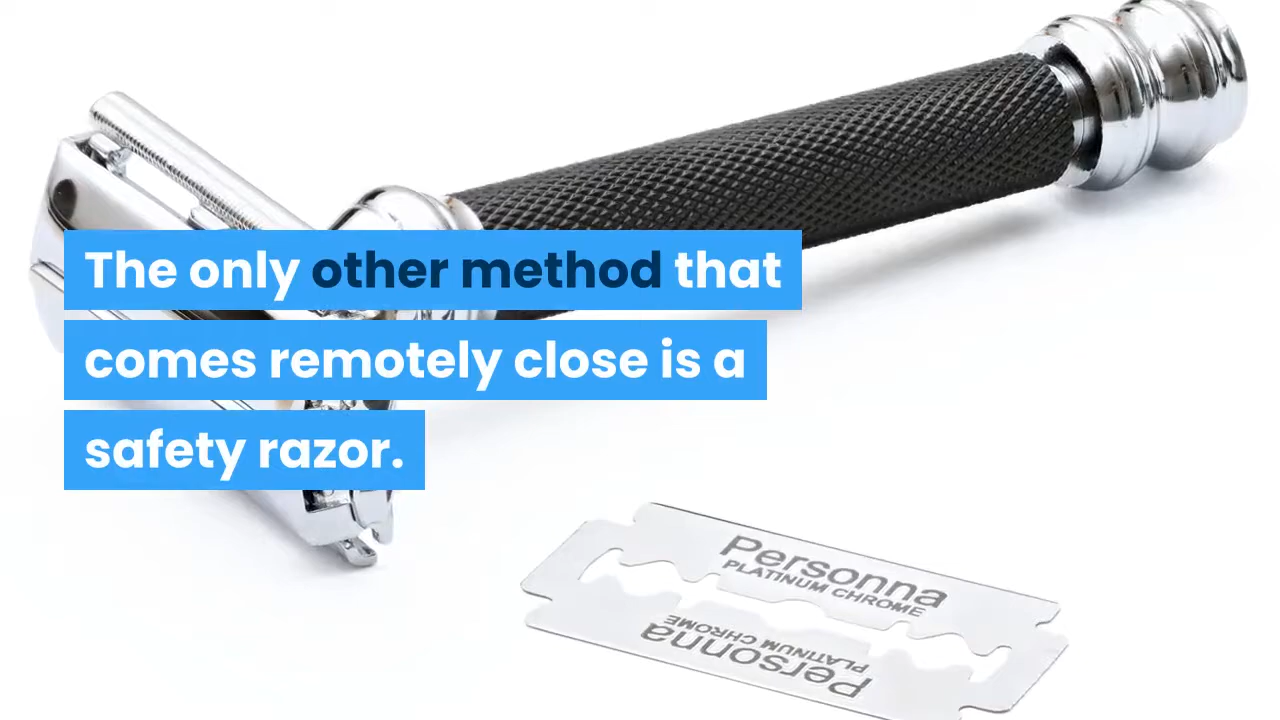 The only other method that
comes remotely close is a
safety razor.
Personna
PLATINUM CHROME
Personna
PLATINUM CHROME